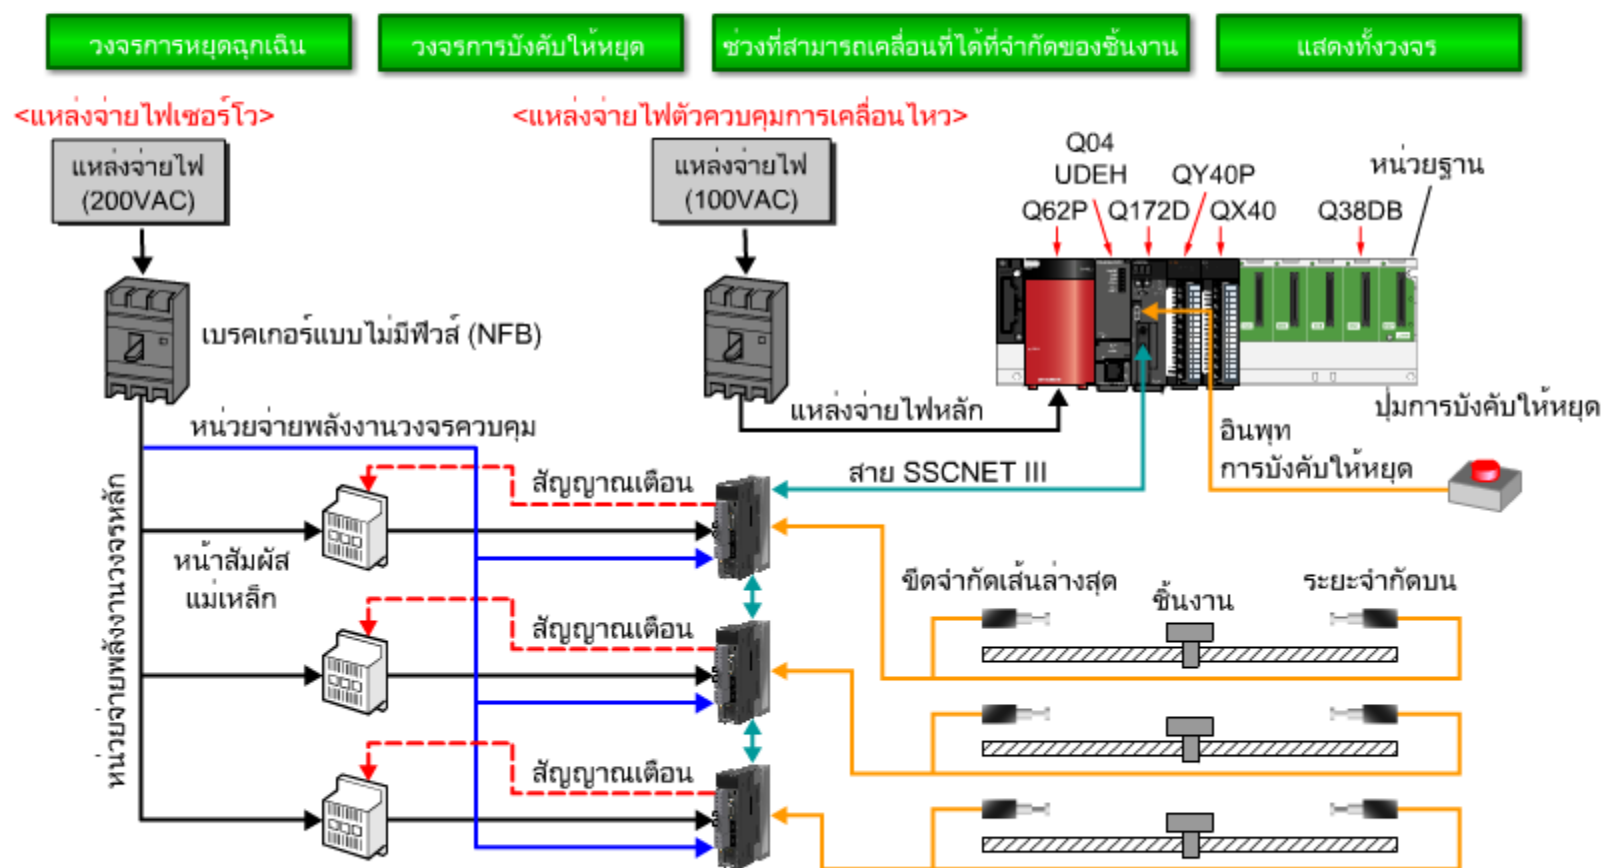 วงจรการหยุดฉุกเฉิน
วงจรการบังคับให้หยุด
ช่วงที่สามารถเคลื่อนที่ได้ที่จำกัดของชิ้นงาน
แสดงทั้งวงจร
<แหล่งจ่ายไฟเซอร์โว>
<แหล่งจ่ายไฟตัวควบคุมการเคลื่อนไหว>
แหล่งจ่ายไฟ
(200VAC)
แหล่งจ่ายไฟ
(100VAC)
Q04
UDEH
QY40P
หน่วยฐาน
Q62P
Q172D
QX40
Q38DB
เบรคเกอร์แบบไม่มีฟิวส์ (NFB)
แหล่งจ่ายไฟหลัก
ปุ่มการบังคับให้หยุด
หน่วยจ่ายพลังงานวงจรควบคุม
อินพุท
การบังคับให้หยุด
สาย SSCNET III
สัญญาณเตือน
หน่วยจ่ายพลังงานวงจรหลัก
หน้าสัมผัส
แม่เหล็ก
ขีดจำกัดเส้นล่างสุด
ชิ้นงาน
ระยะจำกัดบน
สัญญาณเตือน
สัญญาณเตือน